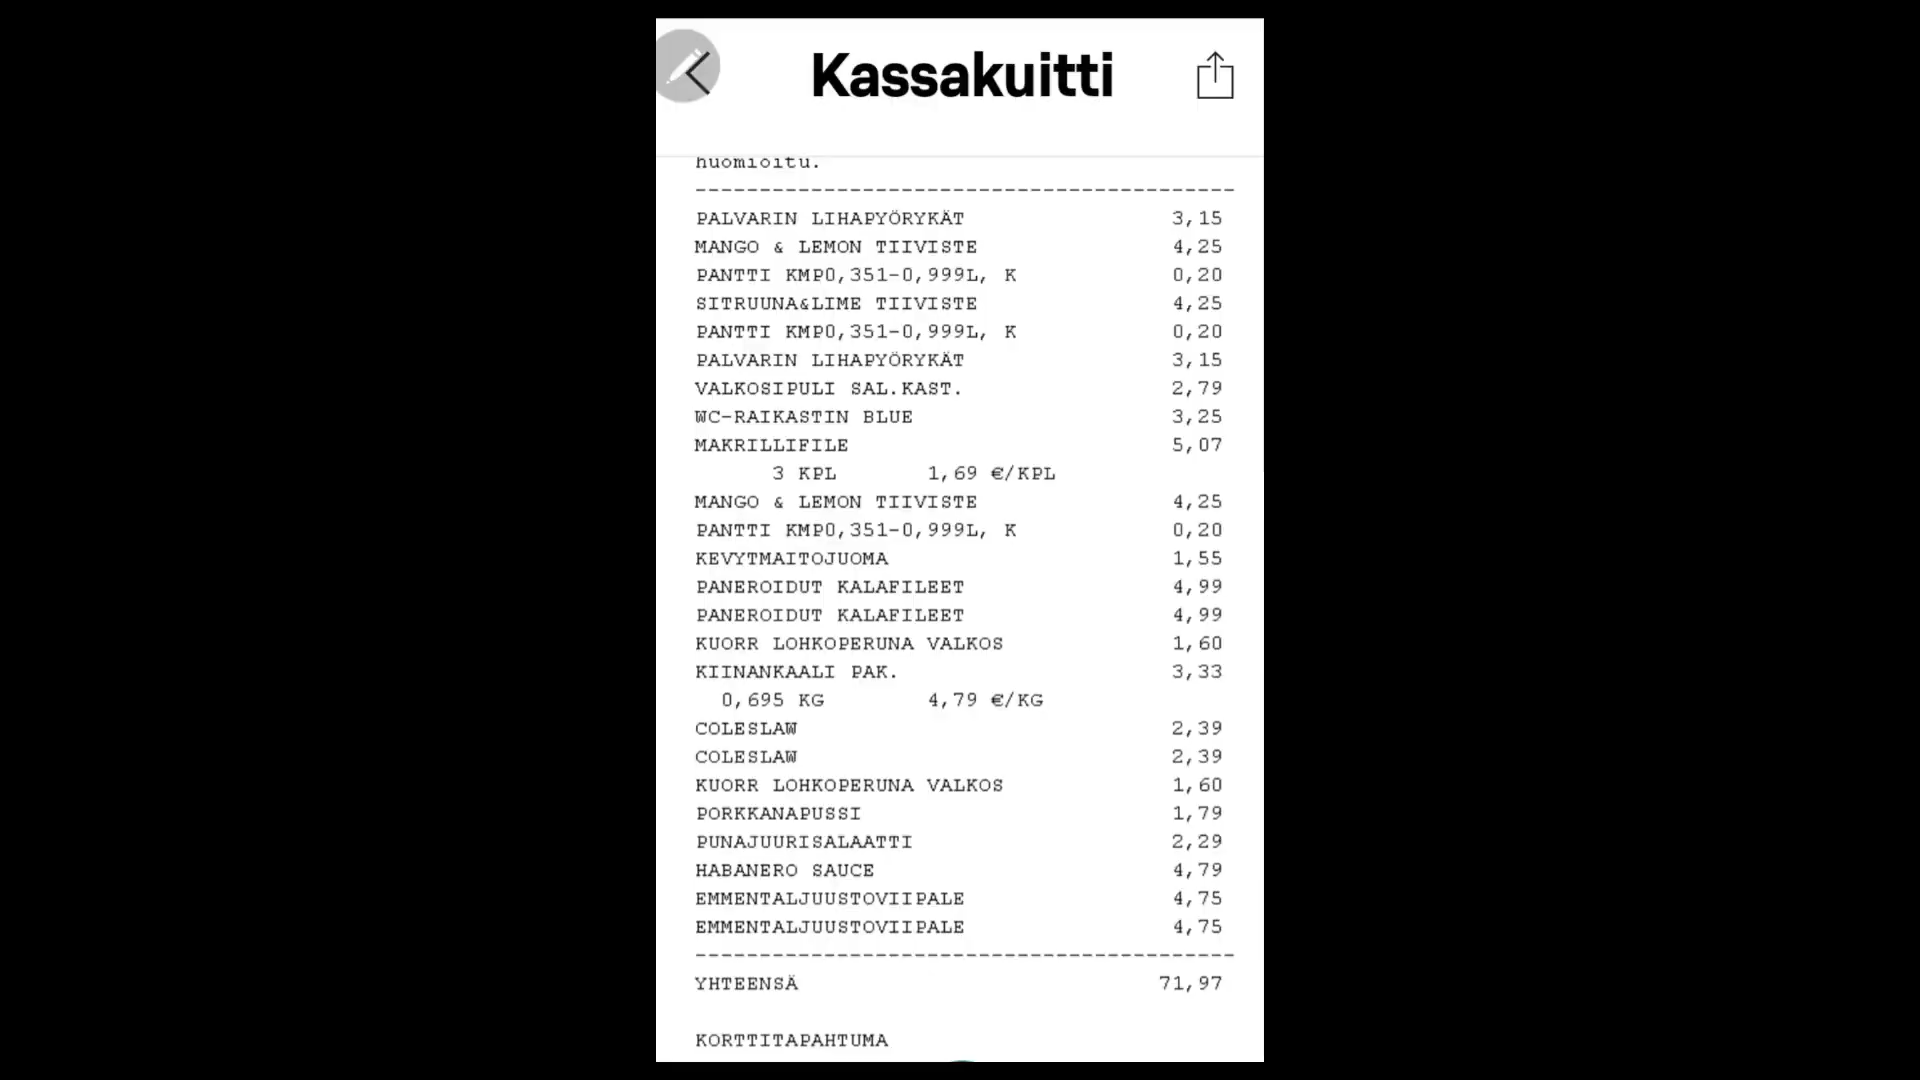 Kassakuitti
huomioitu.
------------------------------------------
PALVARIN LIHAPYÖRYKÄT 3,15
MANGO & LEMON TIIVISTE 4,25
PANTTI KMP0,351-0,999L, K 0,20
SITRUUNA&LIME TIIVISTE 4,25
PANTTI KMP0,351-0,999L, K 0,20
PALVARIN LIHAPYÖRYKÄT 3,15
VALKOSIPULI SAL.KAST. 2,79
WC-RAIKASTIN BLUE 3,25
MAKRILLIFILE 5,07
3 KPL 1,69 €/KPL
MANGO & LEMON TIIVISTE 4,25
PANTTI KMP0,351-0,999L, K 0,20
KEVYTMAITOJUOMA 1,55
PANEROIDUT KALAFILEET 4,99
PANEROIDUT KALAFILEET 4,99
KUORR LOHKOPERUNA VALKOS 1,60
KIINANKAALI PAK. 3,33
0,695 KG 4,79 €/KG
COLESLAW 2,39
COLESLAW 2,39
KUORR LOHKOPERUNA VALKOS 1,60
PORKKANAPUSSI 1,79
PUNAJUURISALAATTI 2,29
HABANERO SAUCE 4,79
EMMENTALJUUSTOVIIPALE 4,75
EMMENTALJUUSTOVIIPALE 4,75
------------------------------------------
YHTEENSÄ 71,97
KORTTITAPAHTUMA